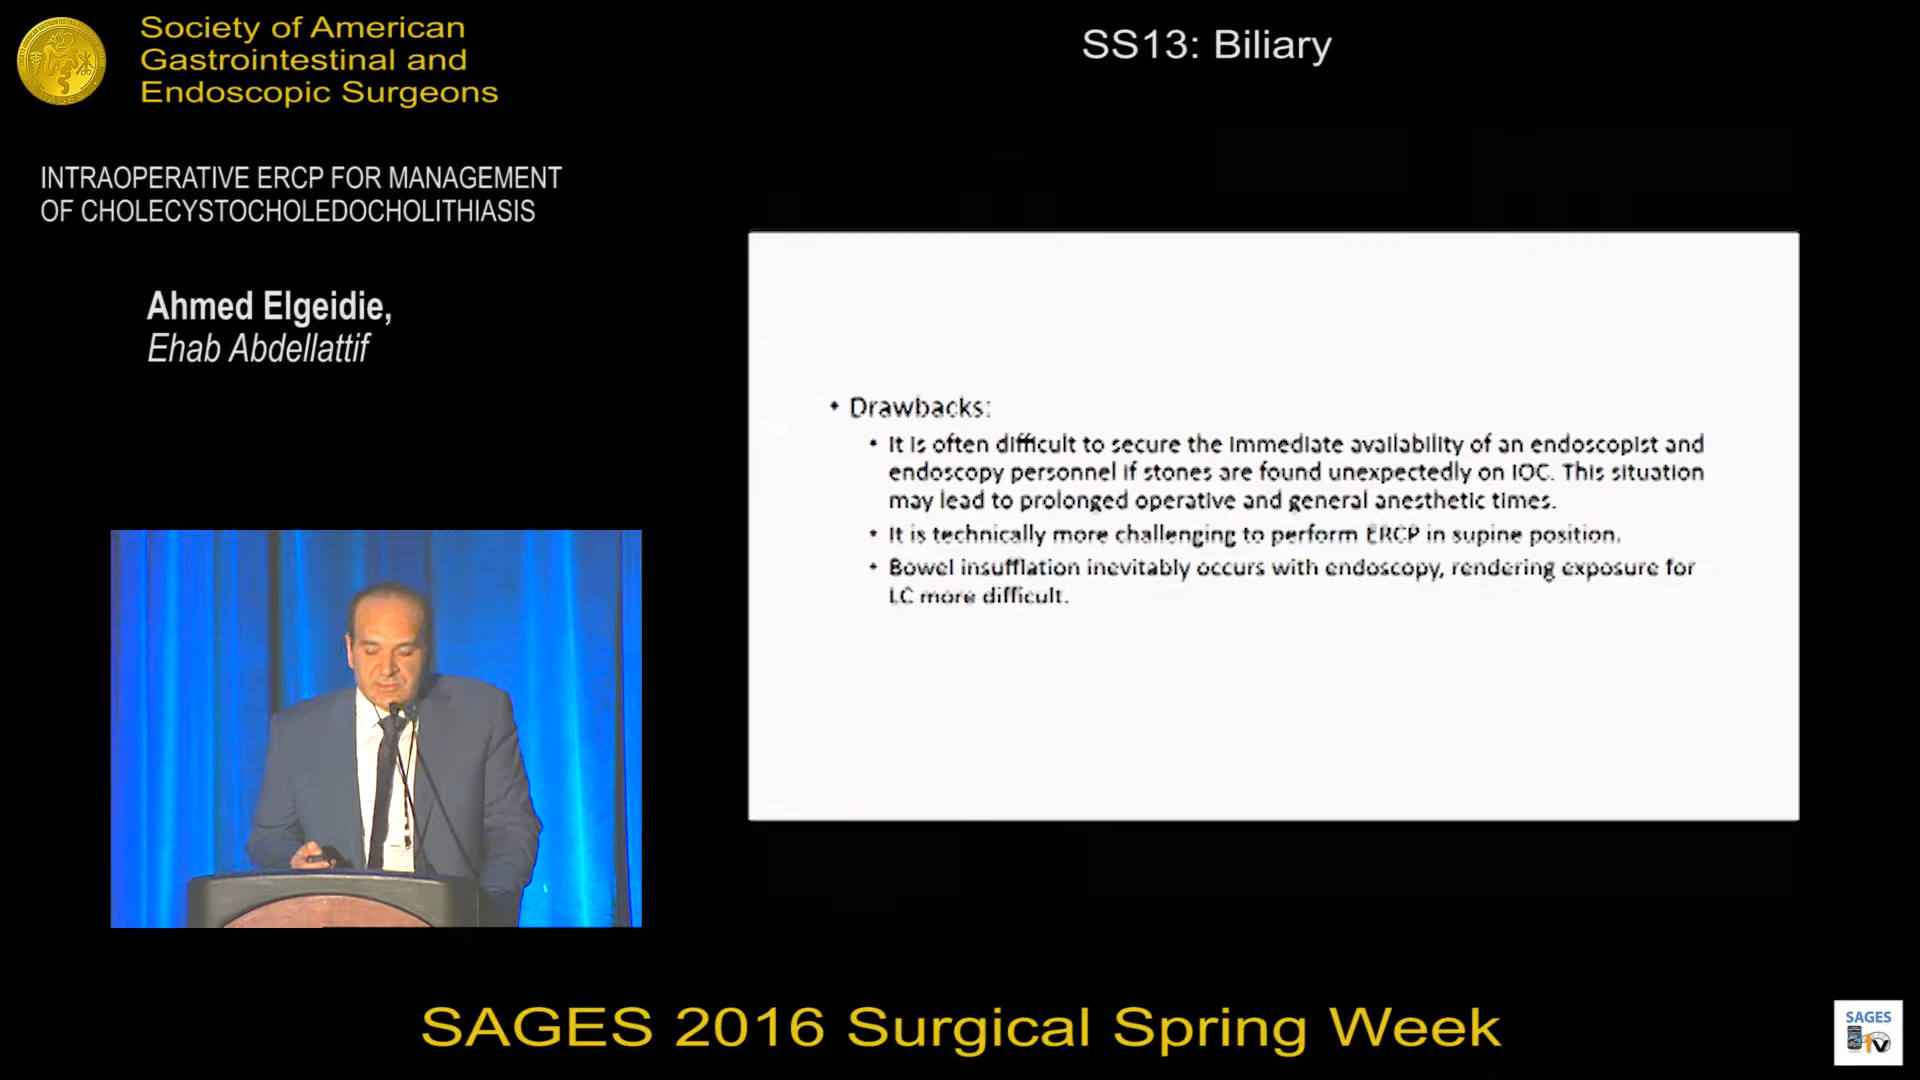 Society of American
Gastrointestinal and
Endoscopic Surgeons
SS13: Biliary
INTRAOPERATIVE ERCP FOR MANAGEMENT
OF CHOLECYSTOCHOLEDOCHOLITHIASIS
Ahmed Elgeidie,
Ehab Abdellattif
• Drawbacks:
• It is often difficult to secure the immediate availability of an endoscopist and
endoscopy personnel if stones are found unexpectedly on IOC. This situation
may lead to prolonged operative and general anesthetic times.
• It is technically more challenging to perform ERCP in supine position.
• Bowel insufflation inevitably occurs with endoscopy, rendering exposure for
LC more difficult.
SAGES 2016 Surgical Spring Week
SAGES
TV